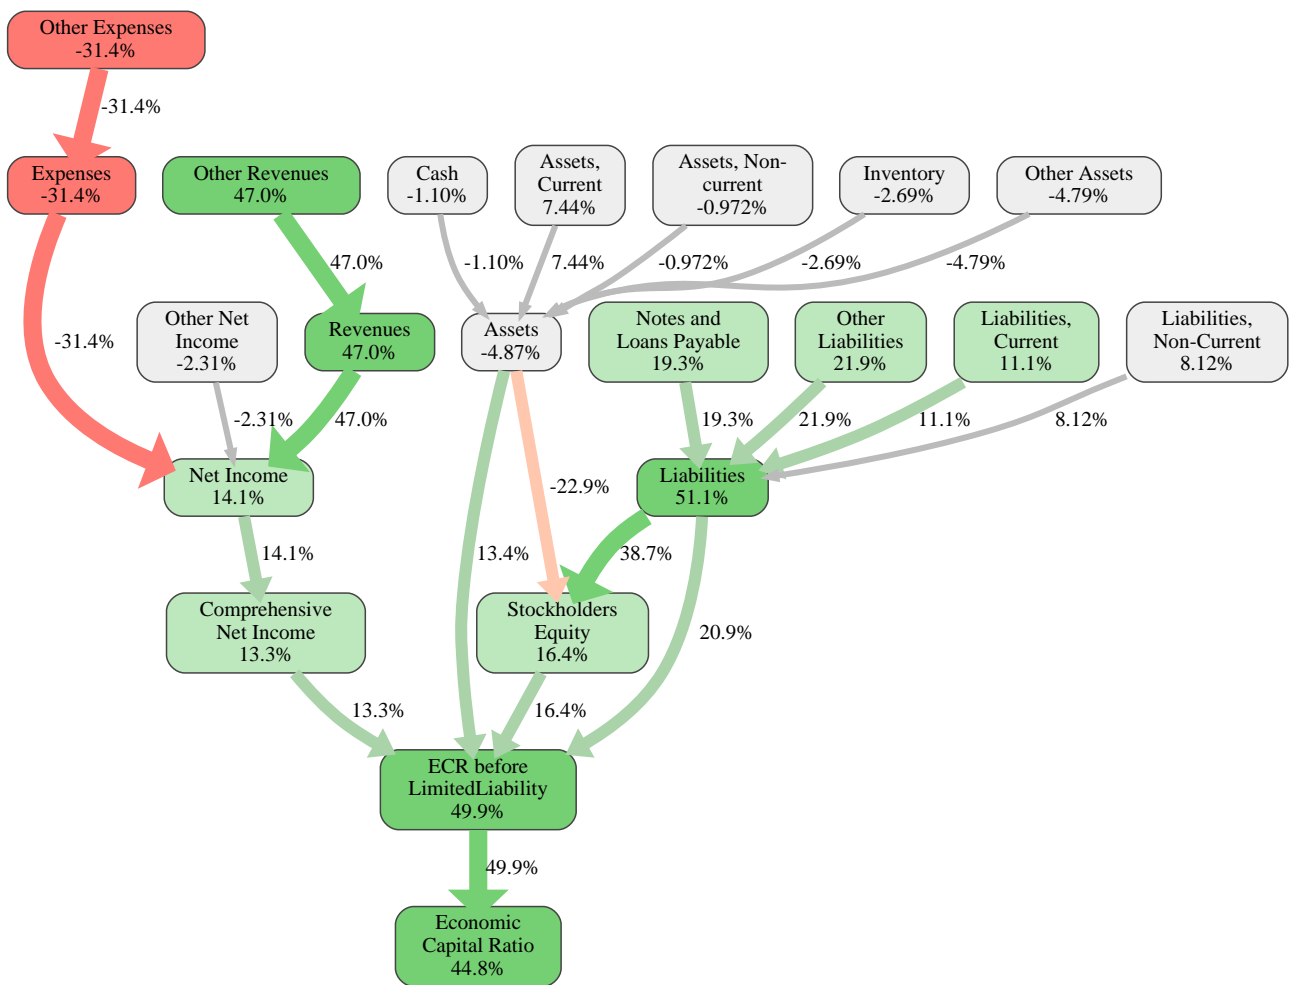 Other Expenses
-31.4%
-31.4%
Expenses
-31.4%
Other Revenues
47.0%
Cash
-1.10%
Assets,
Current
7.44%
Assets, Non-
current
-0.972%
Inventory
-2.69%
Other Assets
-4.79%
47.0%
-1.10%
7.44%
-0.972%
-2.69%
-4.79%
-31.4%
Other Net
Income
-2.31%
Revenues
47.0%
Assets
-4.87%
Notes and
Loans Payable
19.3%
Other
Liabilities
21.9%
Liabilities,
Current
11.1%
Liabilities,
Non-Current
8.12%
-2.31%
47.0%
19.3%
21.9%
11.1%
8.12%
Net Income
14.1%
-22.9%
Liabilities
51.1%
14.1%
13.4%
38.7%
Comprehensive
Net Income
13.3%
Stockholders
Equity
16.4%
20.9%
13.3%
16.4%
ECR before
LimitedLiability
49.9%
49.9%
Economic
Capital Ratio
44.8%